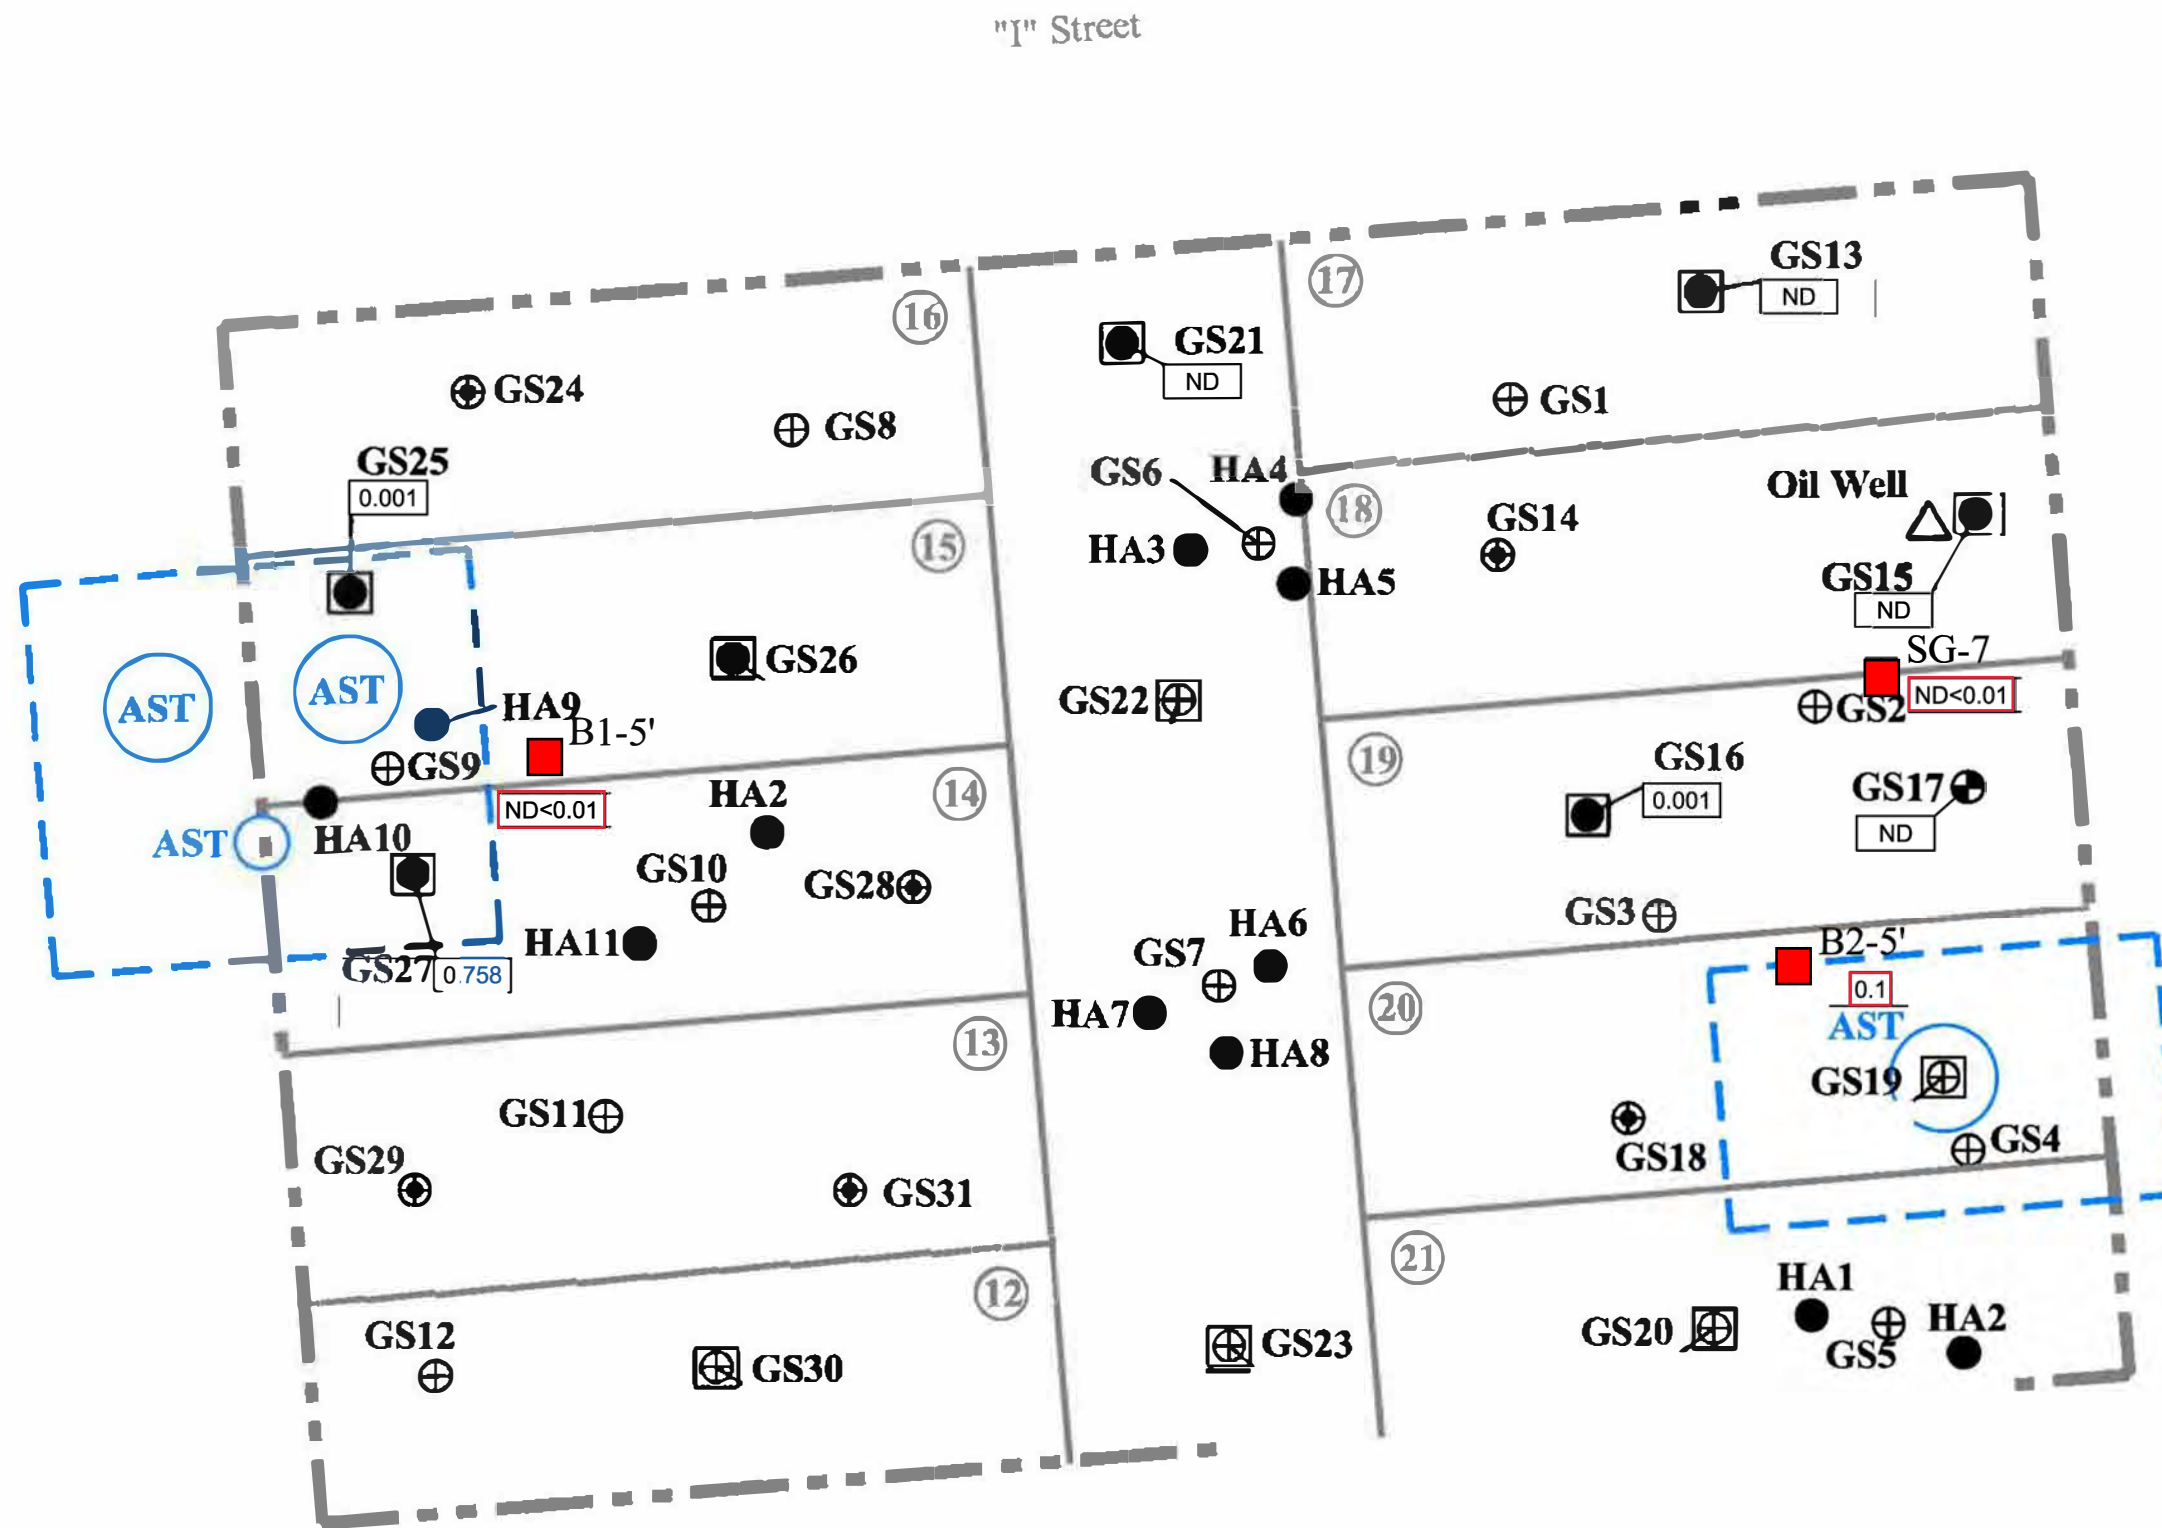 "I" Street
GS13
ND
17
16
GS21
ND
GS24
GS8
GS1
GS25
0.001
GS6
HA4
18
Oil Well
GS14
15
HA3
HA5
GS15
ND
GS26
SG-7
ND<0.01
AST
AST
HA9
GS22
GS2
B1-5'
19
GS16
GS9
ND<0.01
HA2
14
0.001
GS17
ND
AST
HA10
GS10
GS28
GS3
HA11
HA6
B2-5'
GS27
0.758
GS7
0.1
HA7
20
AST
13
HA8
GS19
GS11
GS4
GS29
GS18
GS31
21
12
HA1
GS12
GS20
HA2
GS23
GS5
GS30